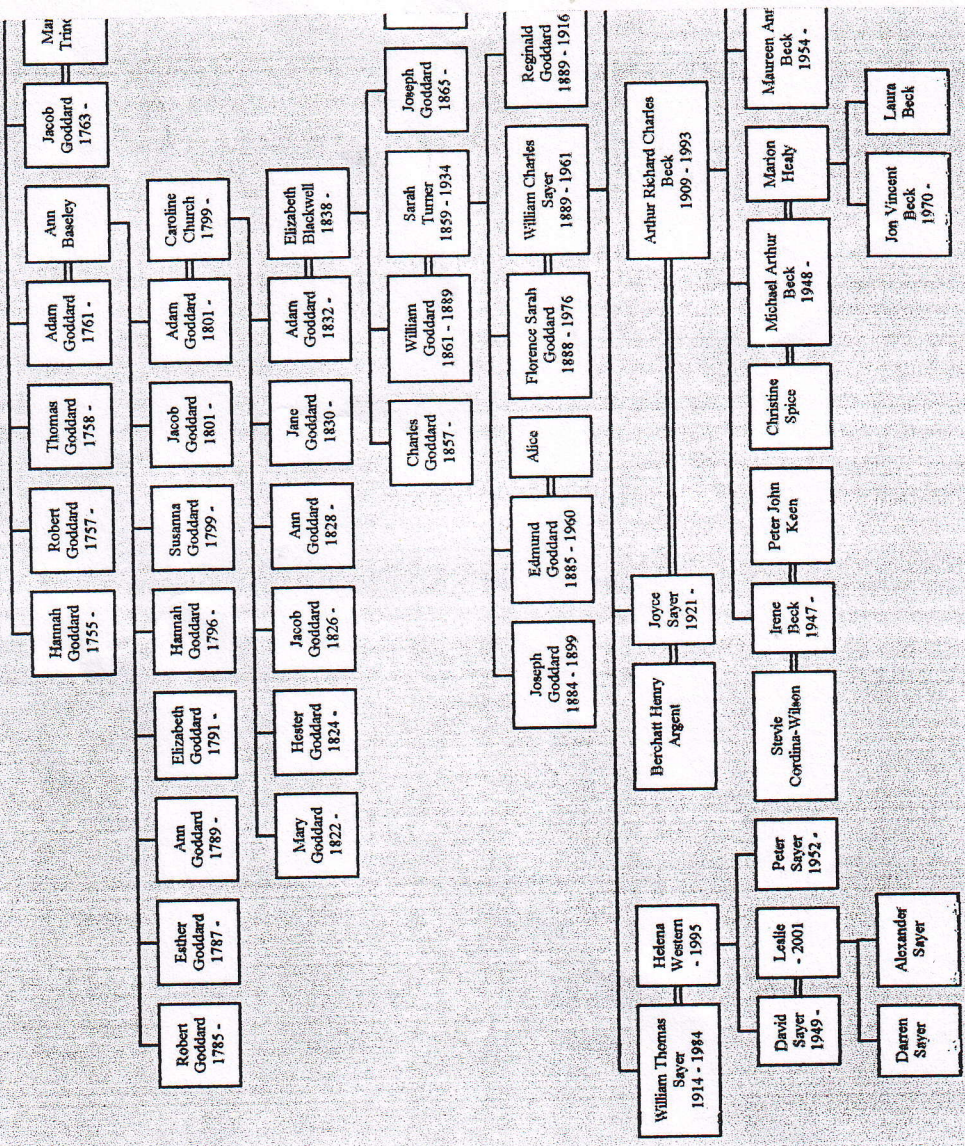 Hannah
Goddard
1755 -
Robert
Goddard
1757 -
Thomas
Goddard
1758 -
Adam
Goddard
1761 -
Ann
Baseley
Jacob
Goddard
1763 -
Robert
Goddard
1785 -
Esther
Goddard
1787 -
Ann
Goddard
1789 -
Elizabeth
Goddard
1791 -
Hannah
Goddard
1796 -
Susanna
Goddard
1799 -
Jacob
Goddard
1801 -
Adam
Goddard
1801 -
Caroline
Church
1799 -
Mary
Goddard
1822 -
Hester
Goddard
1824 -
Jacob
Goddard
1826 -
Ann
Goddard
1828 -
Jane
Goddard
1830 -
Adam
Goddard
1832 -
Elizabeth
Blackwell
1838 -
Charles
Goddard
1857 -
William
Goddard
1861 - 1889
Sarah
Turner
1859 - 1934
Joseph
Goddard
1865 -
Joseph
Goddard
1884 - 1899
Edmund
Goddard
1885 - 1960
Alice
Florence Sarah
Goddard
1888 - 1976
William Charles
Sayer
1889 - 1961
Reginald
Goddard
1889 - 1916
William Thomas
Sayer
1914 - 1984
Helena
Western
- 1995
Berchatt Henry
Argent
Joyce
Sayer
1921 -
Arthur Richard Charles
Beck
1909 - 1993
David
Sayer
1949 -
Leslie
- 2001
Peter
Sayer
1952 -
Stevie
Cordina-Wilson
Irene
Beck
1947 -
Peter John
Keen
Christine
Spice
Michael Arthur
Beck
1948 -
Marion
Healy
Maureen Ann
Beck
1954 -
Darren
Sayer
Alexander
Sayer
Jon Vincent
Beck
1970 -
Laura
Beck